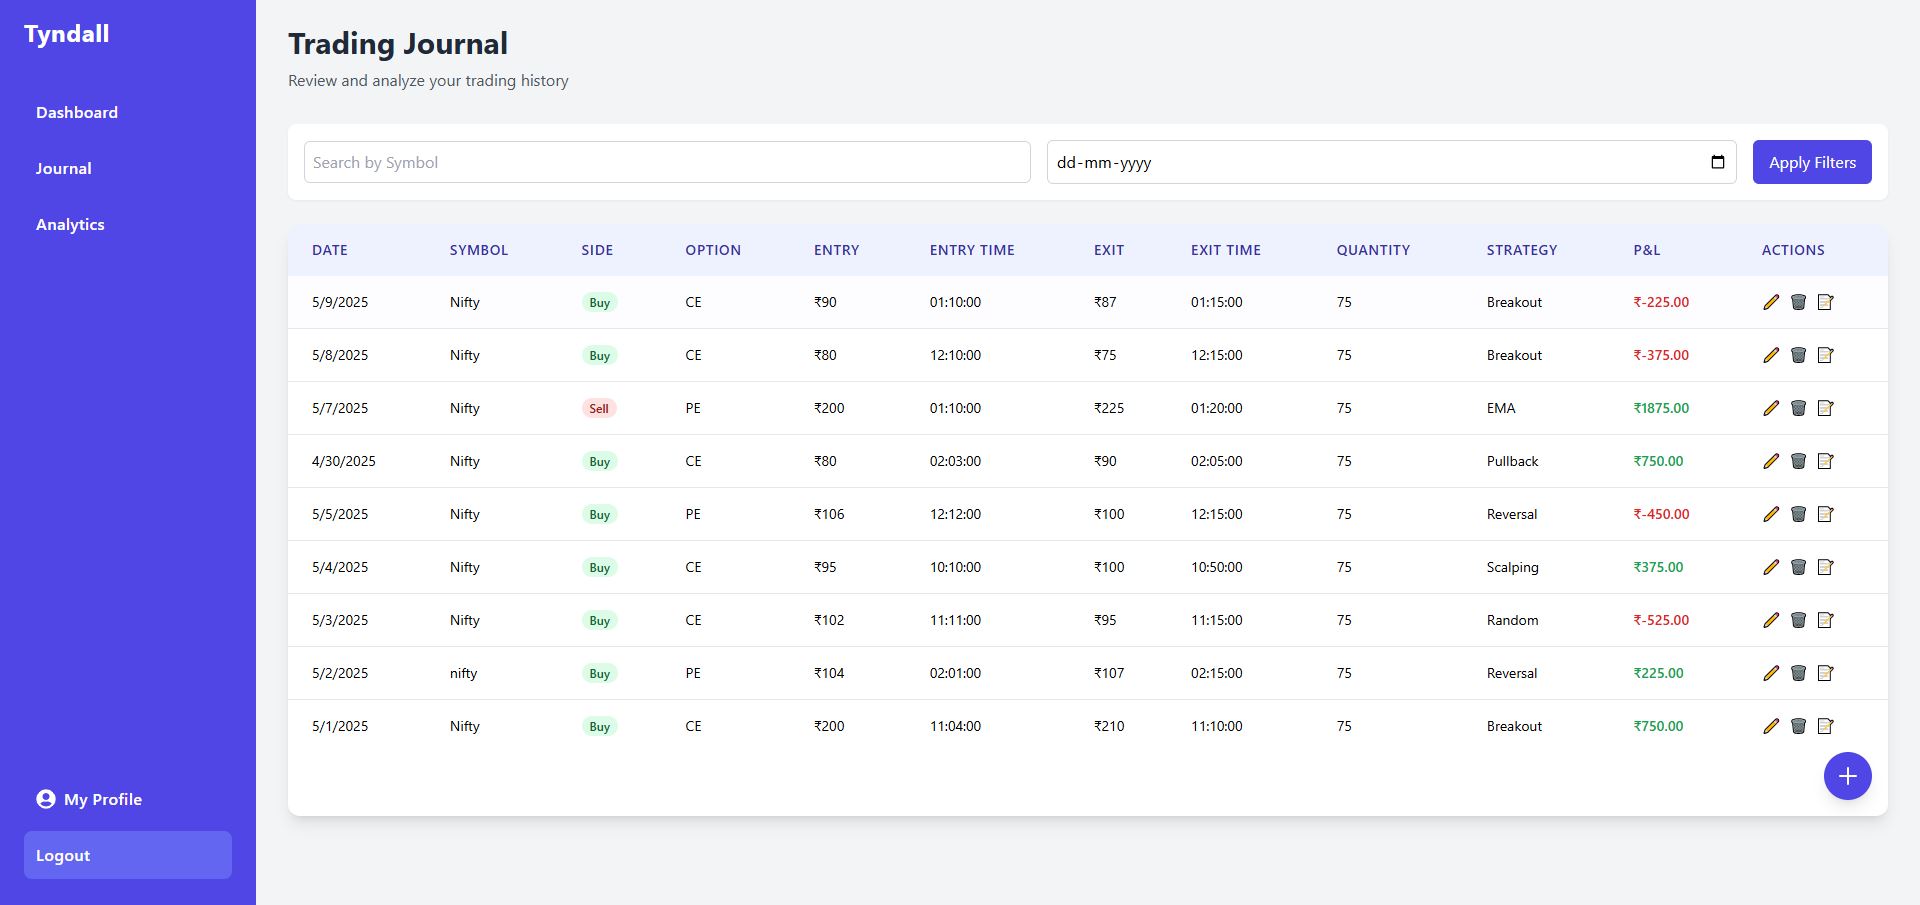 Tyndall
Dashboard
Journal
Analytics
My Profile
Logout
Trading Journal
Review and analyze your trading history
Search by Symbol
dd-mm-yyyy
Apply Filters
DATE SYMBOL SIDE OPTION ENTRY ENTRY TIME EXIT EXIT TIME QUANTITY STRATEGY P&L ACTIONS
5/9/2025 Nifty Buy CE ₹90 01:10:00 ₹87 01:15:00 75 Breakout ₹-225.00
5/8/2025 Nifty Buy CE ₹80 12:10:00 ₹75 12:15:00 75 Breakout ₹-375.00
5/7/2025 Nifty Sell PE ₹200 01:10:00 ₹225 01:20:00 75 EMA ₹1875.00
4/30/2025 Nifty Buy CE ₹80 02:03:00 ₹90 02:05:00 75 Pullback ₹750.00
5/5/2025 Nifty Buy PE ₹106 12:12:00 ₹100 12:15:00 75 Reversal ₹-450.00
5/4/2025 Nifty Buy CE ₹95 10:10:00 ₹100 10:50:00 75 Scalping ₹375.00
5/3/2025 Nifty Buy CE ₹102 11:11:00 ₹95 11:15:00 75 Random ₹-525.00
5/2/2025 nifty Buy PE ₹104 02:01:00 ₹107 02:15:00 75 Reversal ₹225.00
5/1/2025 Nifty Buy CE ₹200 11:04:00 ₹210 11:10:00 75 Breakout ₹750.00